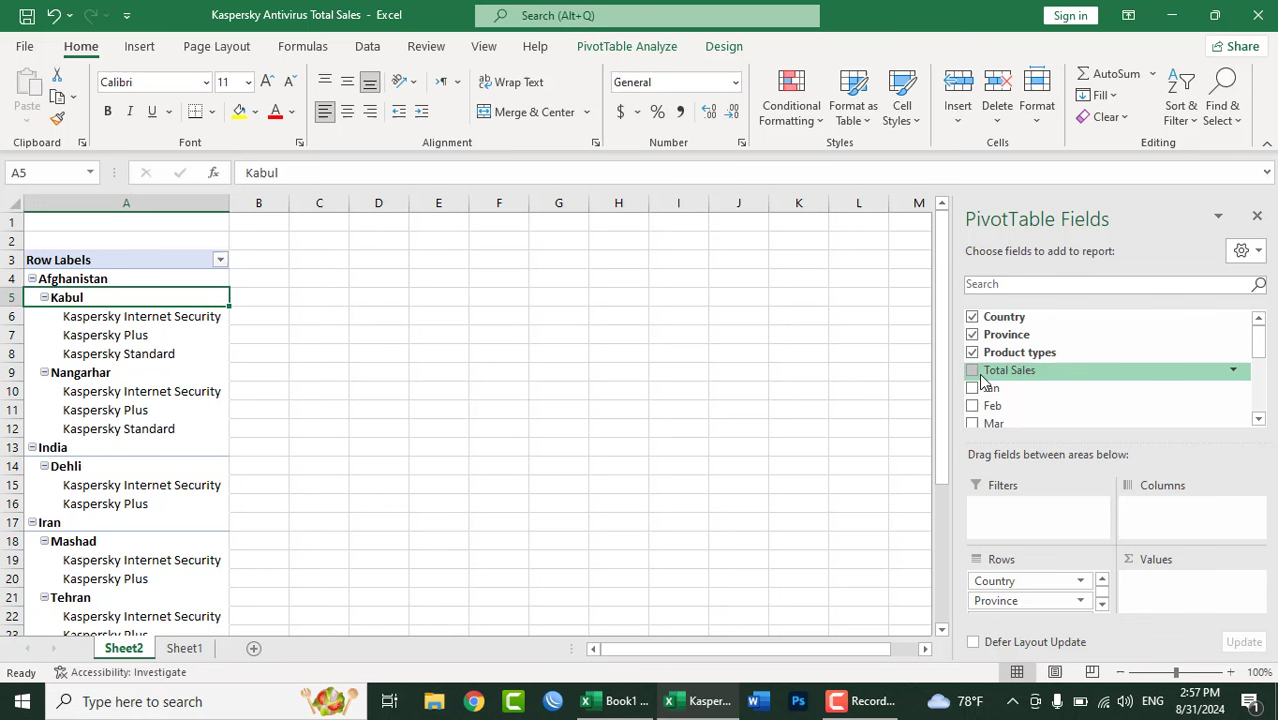 Kaspersky Antivirus Total Sales - Excel
Search (Alt+Q)
Sign in
File Home Insert Page Layout Formulas Data Review View Help PivotTable Analyze Design Share
Paste
Calibri 11
Wrap Text
Merge & Center
General
Conditional Formatting
Format as Table
Cell Styles
Insert Delete Format
AutoSum
Fill
Clear
Sort & Filter
Find & Select
Clipboard Font Alignment Number Styles Cells Editing
A5 fx Kabul
A B C D E F G H I J K L M
1
2
3 Row Labels
4 Afghanistan
5 Kabul
6 Kaspersky Internet Security
7 Kaspersky Plus
8 Kaspersky Standard
9 Nangarhar
10 Kaspersky Internet Security
11 Kaspersky Plus
12 Kaspersky Standard
13 India
14 Dehli
15 Kaspersky Internet Security
16 Kaspersky Plus
17 Iran
18 Mashad
19 Kaspersky Internet Security
20 Kaspersky Plus
21 Tehran
22 Kaspersky Internet Security
23 Kaspersky Plus
PivotTable Fields
Choose fields to add to report:
Search
Country
Province
Product types
Total Sales
Jan
Feb
Mar
Drag fields between areas below:
Filters
Columns
Rows
Values
Country
Province
Defer Layout Update
Update
Sheet2 Sheet1
Ready Accessibility: Investigate 100%
Type here to search
Book1 ...
Kasper...
Record...
78°F
ENG
2:57 PM
8/31/2024
1